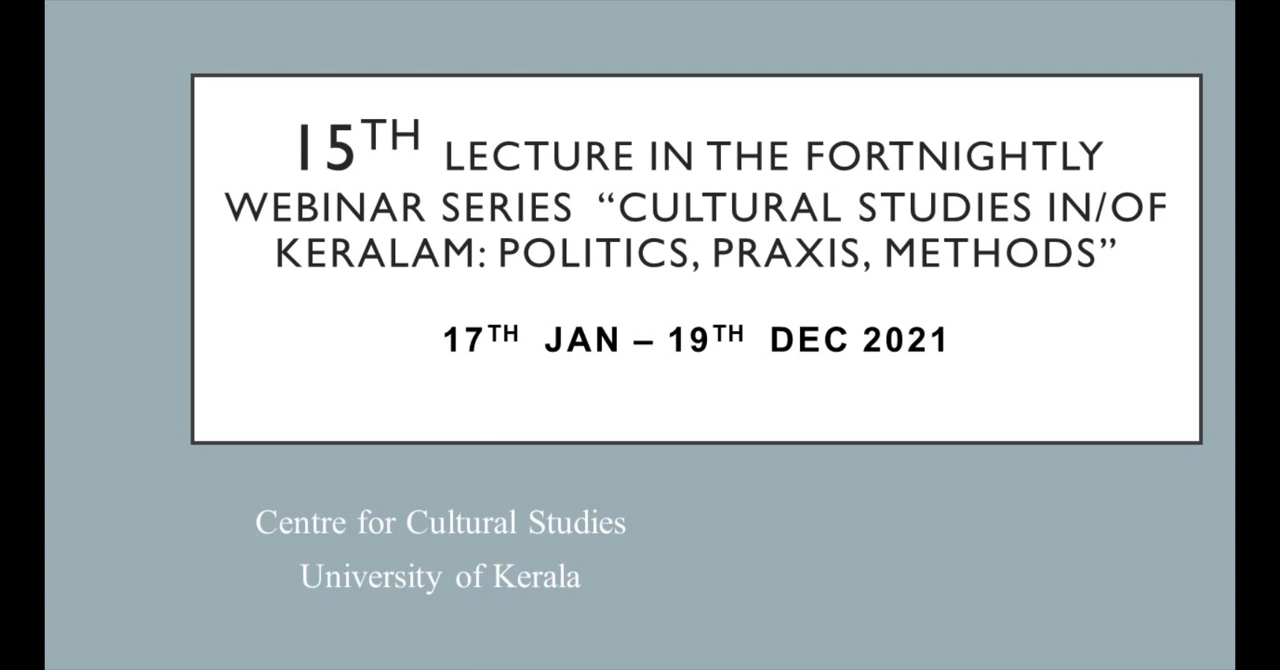 15TH LECTURE IN THE FORTNIGHTLY
WEBINAR SERIES “CULTURAL STUDIES IN/OF
KERALAM: POLITICS, PRAXIS, METHODS”
17TH JAN – 19TH DEC 2021
Centre for Cultural Studies
University of Kerala